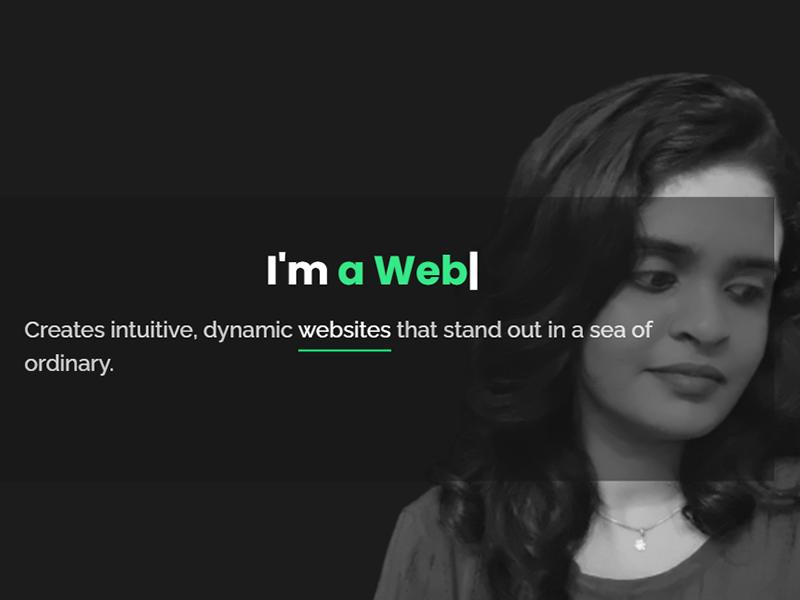 I'm a Web
Creates intuitive, dynamic websites that stand out in a sea of
ordinary.